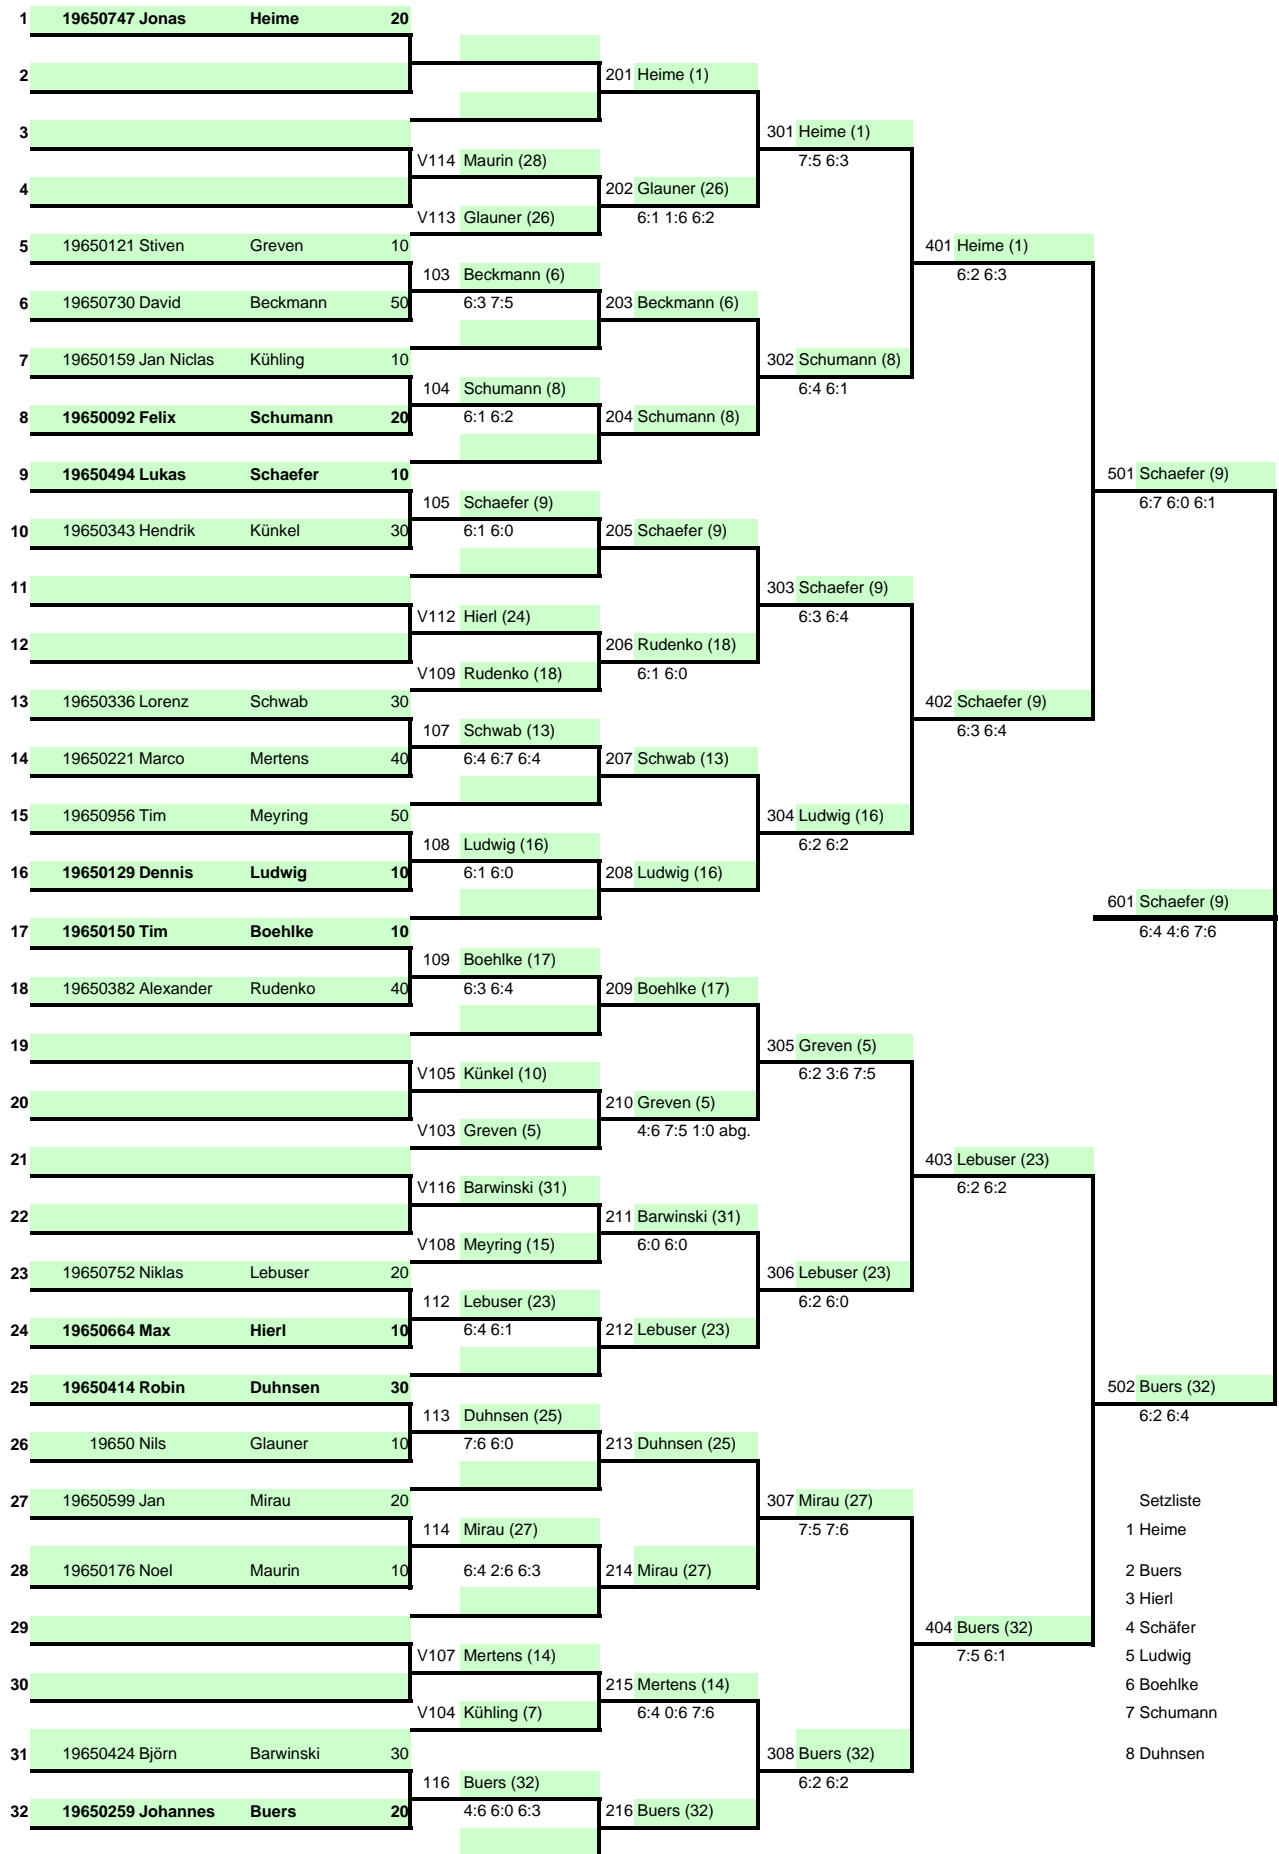 1 19650747 Jonas Heime 20
2 201 Heime (1)
3 301 Heime (1)
V114 Maurin (28) 7:5 6:3
4 202 Glauner (26)
V113 Glauner (26) 6:1 1:6 6:2
5 19650121 Stiven Greven 10 401 Heime (1)
103 Beckmann (6) 6:2 6:3
6 19650730 David Beckmann 50 6:3 7:5 203 Beckmann (6)
7 19650159 Jan Niclas Kühling 10 302 Schumann (8)
104 Schumann (8) 6:4 6:1
8 19650092 Felix Schumann 20 6:1 6:2 204 Schumann (8)
9 19650494 Lukas Schaefer 10 501 Schaefer (9)
105 Schaefer (9) 6:7 6:0 6:1
10 19650343 Hendrik Künkel 30 6:1 6:0 205 Schaefer (9)
11 303 Schaefer (9)
V112 Hierl (24) 6:3 6:4
12 206 Rudenko (18)
V109 Rudenko (18) 6:1 6:0
13 19650336 Lorenz Schwab 30 402 Schaefer (9)
107 Schwab (13) 6:3 6:4
14 19650221 Marco Mertens 40 6:4 6:7 6:4 207 Schwab (13)
15 19650956 Tim Meyring 50 304 Ludwig (16)
108 Ludwig (16) 6:2 6:2
16 19650129 Dennis Ludwig 10 6:1 6:0 208 Ludwig (16)
601 Schaefer (9)
17 19650150 Tim Boehlke 10 6:4 4:6 7:6
109 Boehlke (17)
18 19650382 Alexander Rudenko 40 6:3 6:4 209 Boehlke (17)
19 305 Greven (5)
V105 Künkel (10) 6:2 3:6 7:5
20 210 Greven (5)
V103 Greven (5) 4:6 7:5 1:0 abg.
21 403 Lebuser (23)
V116 Barwinski (31) 6:2 6:2
22 211 Barwinski (31)
V108 Meyring (15) 6:0 6:0
23 19650752 Niklas Lebuser 20 306 Lebuser (23)
112 Lebuser (23) 6:2 6:0
24 19650664 Max Hierl 10 6:4 6:1 212 Lebuser (23)
25 19650414 Robin Duhnsen 30 502 Buers (32)
113 Duhnsen (25) 6:2 6:4
26 19650 Nils Glauner 10 7:6 6:0 213 Duhnsen (25)
27 19650599 Jan Mirau 20 307 Mirau (27) Setzliste
114 Mirau (27) 7:5 7:6 1 Heime
28 19650176 Noel Maurin 10 6:4 2:6 6:3 214 Mirau (27) 2 Buers
3 Hierl
29 404 Buers (32) 4 Schäfer
V107 Mertens (14) 7:5 6:1 5 Ludwig
30 215 Mertens (14) 6 Boehlke
V104 Kühling (7) 6:4 0:6 7:6 7 Schumann
31 19650424 Björn Barwinski 30 308 Buers (32) 8 Duhnsen
116 Buers (32) 6:2 6:2
32 19650259 Johannes Buers 20 4:6 6:0 6:3 216 Buers (32)